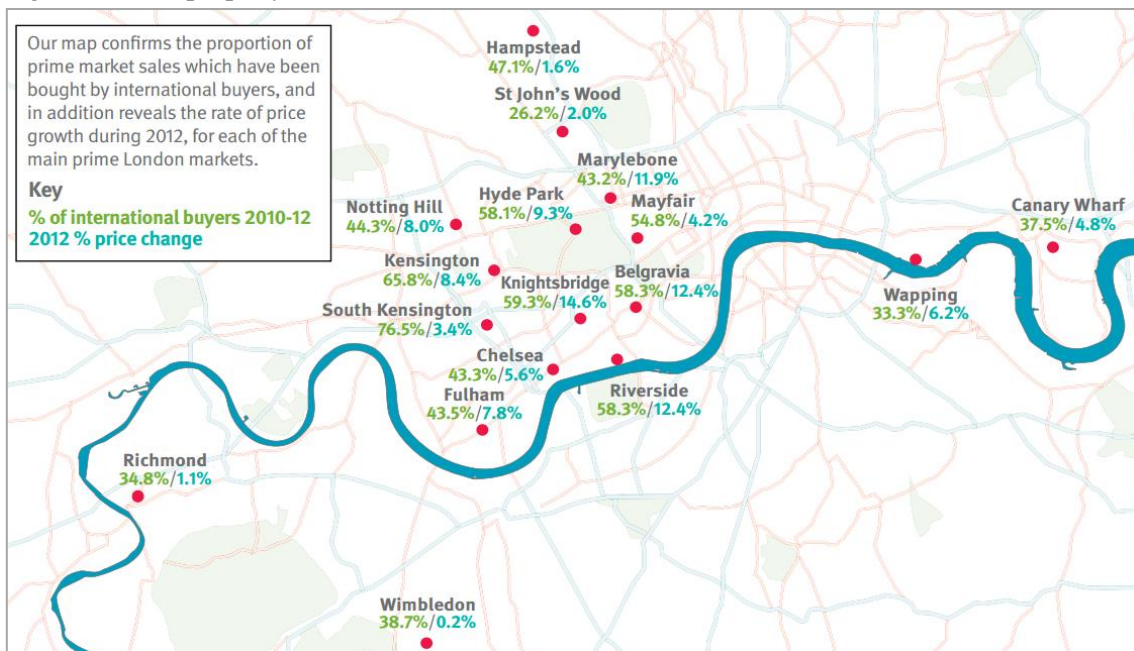 Our map confirms the proportion of
prime market sales which have been
bought by international buyers, and
in addition reveals the rate of price
growth during 2012, for each of the
main prime London markets.
Key
% of international buyers 2010-12
2012 % price change
Hampstead
47.1%/1.6%
St John's Wood
26.2%/2.0%
Marylebone
43.2%/11.9%
Hyde Park
58.1%/9.3%
Mayfair
54.8%/4.2%
Notting Hill
44.3%/8.0%
Canary Wharf
37.5%/4.8%
Kensington
65.8%/8.4%
Knightsbridge
59.3%/14.6%
Belgravia
58.3%/12.4%
Wapping
33.3%/6.2%
South Kensington
76.5%/3.4%
Chelsea
43.3%/5.6%
Fulham
43.5%/7.8%
Riverside
58.3%/12.4%
Richmond
34.8%/1.1%
Wimbledon
38.7%/0.2%